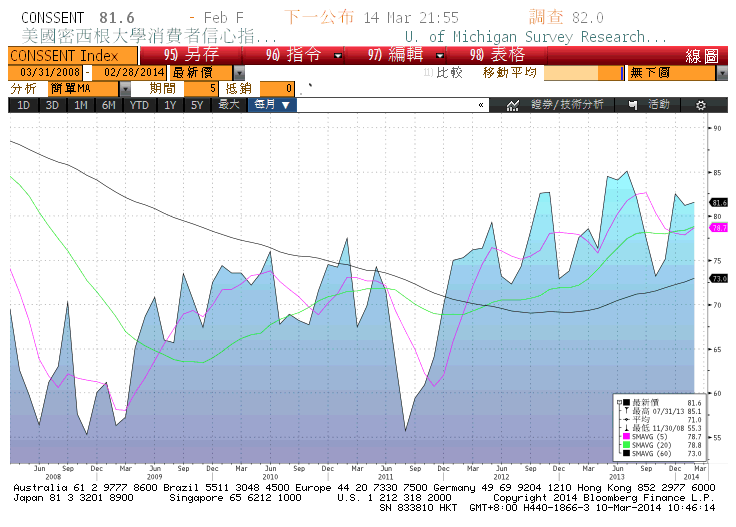 CONSSENT 81.6 - Feb F 下一公布 14 Mar 21:55 調查 82.0
美國密西根大學消費者信心指... U. of Michigan Survey Research...
CONSSENT Index 95) 另存 96) 指令 97) 編輯 98) 表格 線圖
03/31/2008 - 02/28/2014 最新價 比較 移動平均 無下圖
分析 簡單MA 期間 5 抵銷 0
1D 3D 1M 6M YTD 1Y 5Y 最大 每月 ▼ « 證券/技術分析 活動
90
85
81.6
80
78.7
75
73.0
70
65
60
55
最新價 81.6
最高 07/31/13 85.1
平均 71.0
最低 11/30/08 55.3
SMAVG (5) 78.7
SMAVG (20) 78.8
SMAVG (60) 73.0
Jun Sep Dec Mar Jun Sep Dec Mar Jun Sep Dec Mar Jun Sep Dec Mar Jun Sep Dec Mar Jun Sep Dec Mar
2008 2009 2010 2011 2012 2013 2014
Australia 61 2 9777 8600 Brazil 5511 3048 4500 Europe 44 20 7330 7500 Germany 49 69 9204 1210 Hong Kong 852 2977 6000
Japan 81 3 3201 8900 Singapore 65 6212 1000 U.S. 1 212 318 2000 Copyright 2014 Bloomberg Finance L.P.
SN 833810 HKT GMT+8:00 H440-1866-3 10-Mar-2014 10:46:14